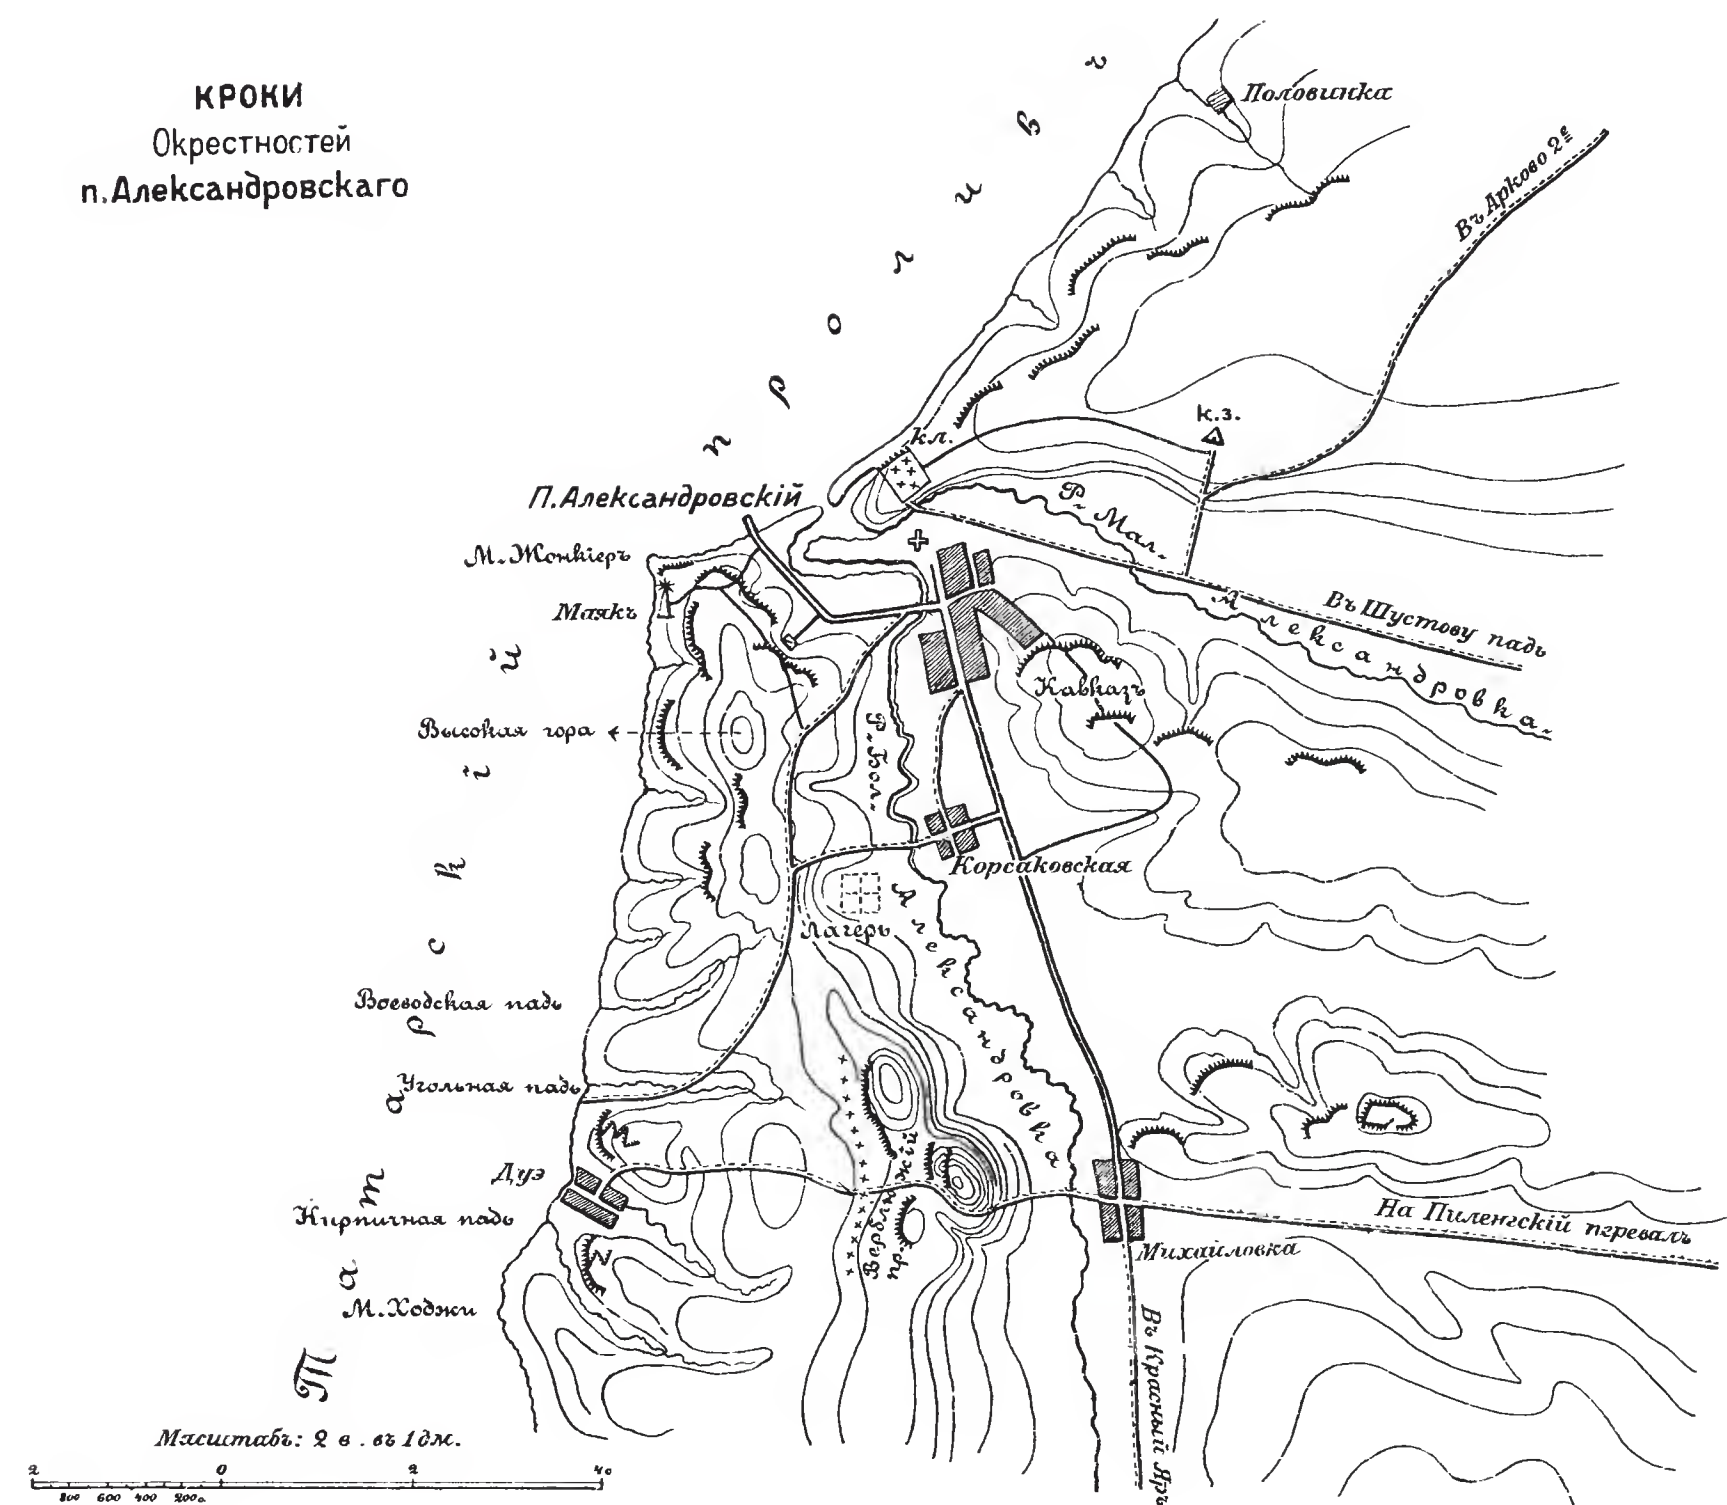 КРОКИ
Окрестностей
п. Александровскаго
Татарскій проливъ
Половинка
Въ Арково 2е
к.з.
кл.
П. Александровскій
Р. Мал. Александровка
М. Жонкіеръ
Маякъ
Въ Шустову падь
Кавказъ
Высокая гора
Р. Бол. Александровка
Корсаковская
Лагерь
Воеводская падь
Угольная падь
Дуэ
Кирпичная падь
Верблюжій
пр.
На Пиленгскій перевалъ
Михайловка
М. Ходжи
Въ Красный Яръ
Масштабъ: 2 в. въ 1 дм.
2 0 2 4
800 600 400 200